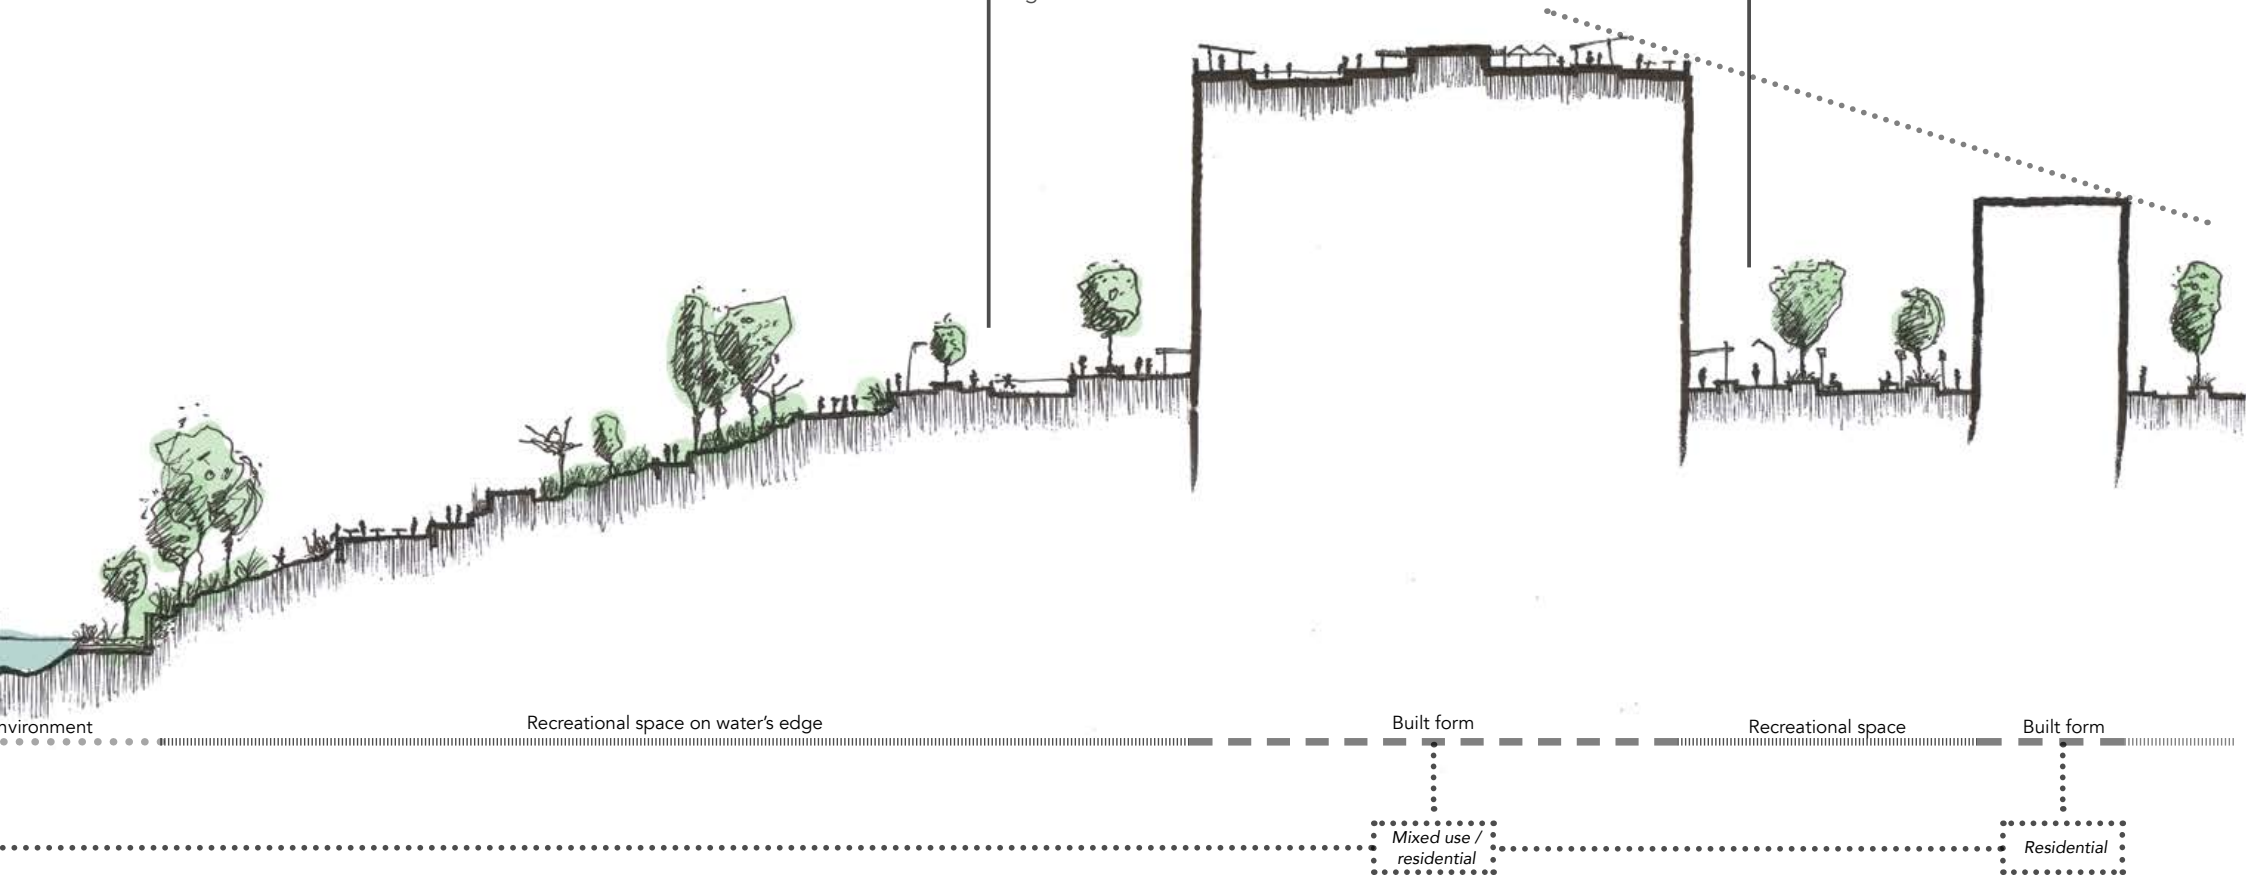 nvironment
Recreational space on water's edge
Built form
Recreational space
Built form
Mixed use /
residential
Residential